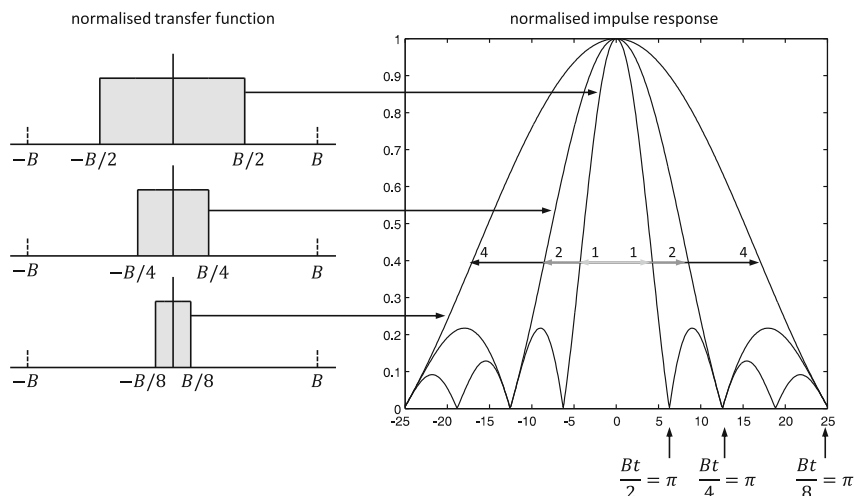 normalised transfer function
normalised impulse response
−B −B/2 B/2 B
−B −B/4 B/4 B
−B −B/8 B/8 B
1
0.9
0.8
0.7
0.6
0.5
0.4
0.3
0.2
0.1
0
4 2 1 1 2 4
-25 -20 -15 -10 -5 0 5 10 15 20 25
Bt/2 = π Bt/4 = π Bt/8 = π